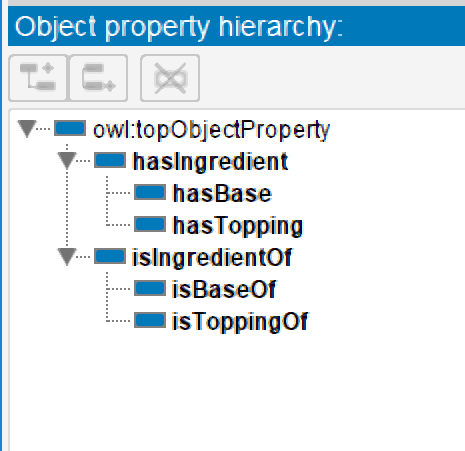 Object property hierarchy:
owl:topObjectProperty
hasIngredient
hasBase
hasTopping
isIngredientOf
isBaseOf
isToppingOf